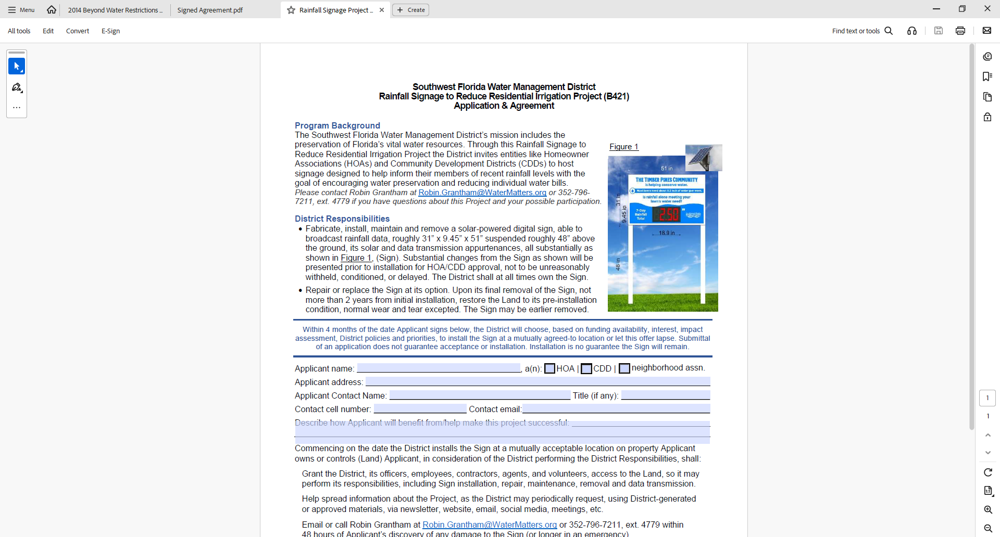 Menu
2014 Beyond Water Restrictions ...
Signed Agreement.pdf
Rainfall Signage Project ...
Create
All tools
Edit
Convert
E-Sign
Find text or tools
Southwest Florida Water Management District
Rainfall Signage to Reduce Residential Irrigation Project (B421)
Application & Agreement
Program Background
The Southwest Florida Water Management District’s mission includes the
preservation of Florida’s vital water resources. Through this Rainfall Signage to
Reduce Residential Irrigation Project the District invites entities like Homeowner
Associations (HOAs) and Community Development Districts (CDDs) to host
signage designed to help inform their members of recent rainfall levels with the
goal of encouraging water preservation and reducing individual water bills.
Please contact Robin Grantham at Robin.Grantham@WaterMatters.org or 352-796-
7211, ext. 4779 if you have questions about this Project and your possible participation.
Figure 1
51 in
THE TIMBER PINES COMMUNITY
is helping conserve water.
Most lawns need about 0.5 inch of water per week.
Is rainfall alone meeting your
lawn's water need?
7-Day
Rainfall
Total
2.50"
31 in
9.45 in
18.9 in
48 in
District Responsibilities
• Fabricate, install, maintain and remove a solar-powered digital sign, able to
broadcast rainfall data, roughly 31” x 9.45” x 51” suspended roughly 48” above
the ground, its solar and data transmission appurtenances, all substantially as
shown in Figure 1, (Sign). Substantial changes from the Sign as shown will be
presented prior to installation for HOA/CDD approval, not to be unreasonably
withheld, conditioned, or delayed. The District shall at all times own the Sign.
• Repair or replace the Sign at its option. Upon its final removal of the Sign, not
more than 2 years from initial installation, restore the Land to its pre-installation
condition, normal wear and tear excepted. The Sign may be earlier removed.
Within 4 months of the date Applicant signs below, the District will choose, based on funding availability, interest, impact
assessment, District policies and priorities, to install the Sign at a mutually agreed-to location or let this offer lapse. Submittal
of an application does not guarantee acceptance or installation. Installation is no guarantee the Sign will remain.
Applicant name: , a(n): HOA | CDD | neighborhood assn.
Applicant address:
Applicant Contact Name: Title (if any):
Contact cell number: Contact email:
Describe how Applicant will benefit from/help make this project successful:
Commencing on the date the District installs the Sign at a mutually acceptable location on property Applicant
owns or controls (Land) Applicant, in consideration of the District performing the District Responsibilities, shall:
Grant the District, its officers, employees, contractors, agents, and volunteers, access to the Land, so it may
perform its responsibilities, including Sign installation, repair, maintenance, removal and data transmission.
Help spread information about the Project, as the District may periodically request, using District-generated
or approved materials, via newsletter, website, email, social media, meetings, etc.
Email or call Robin Grantham at Robin.Grantham@WaterMatters.org or 352-796-7211, ext. 4779 within
48 hours of Applicant’s discovery of any damage to the Sign (or longer in an emergency)
1
1